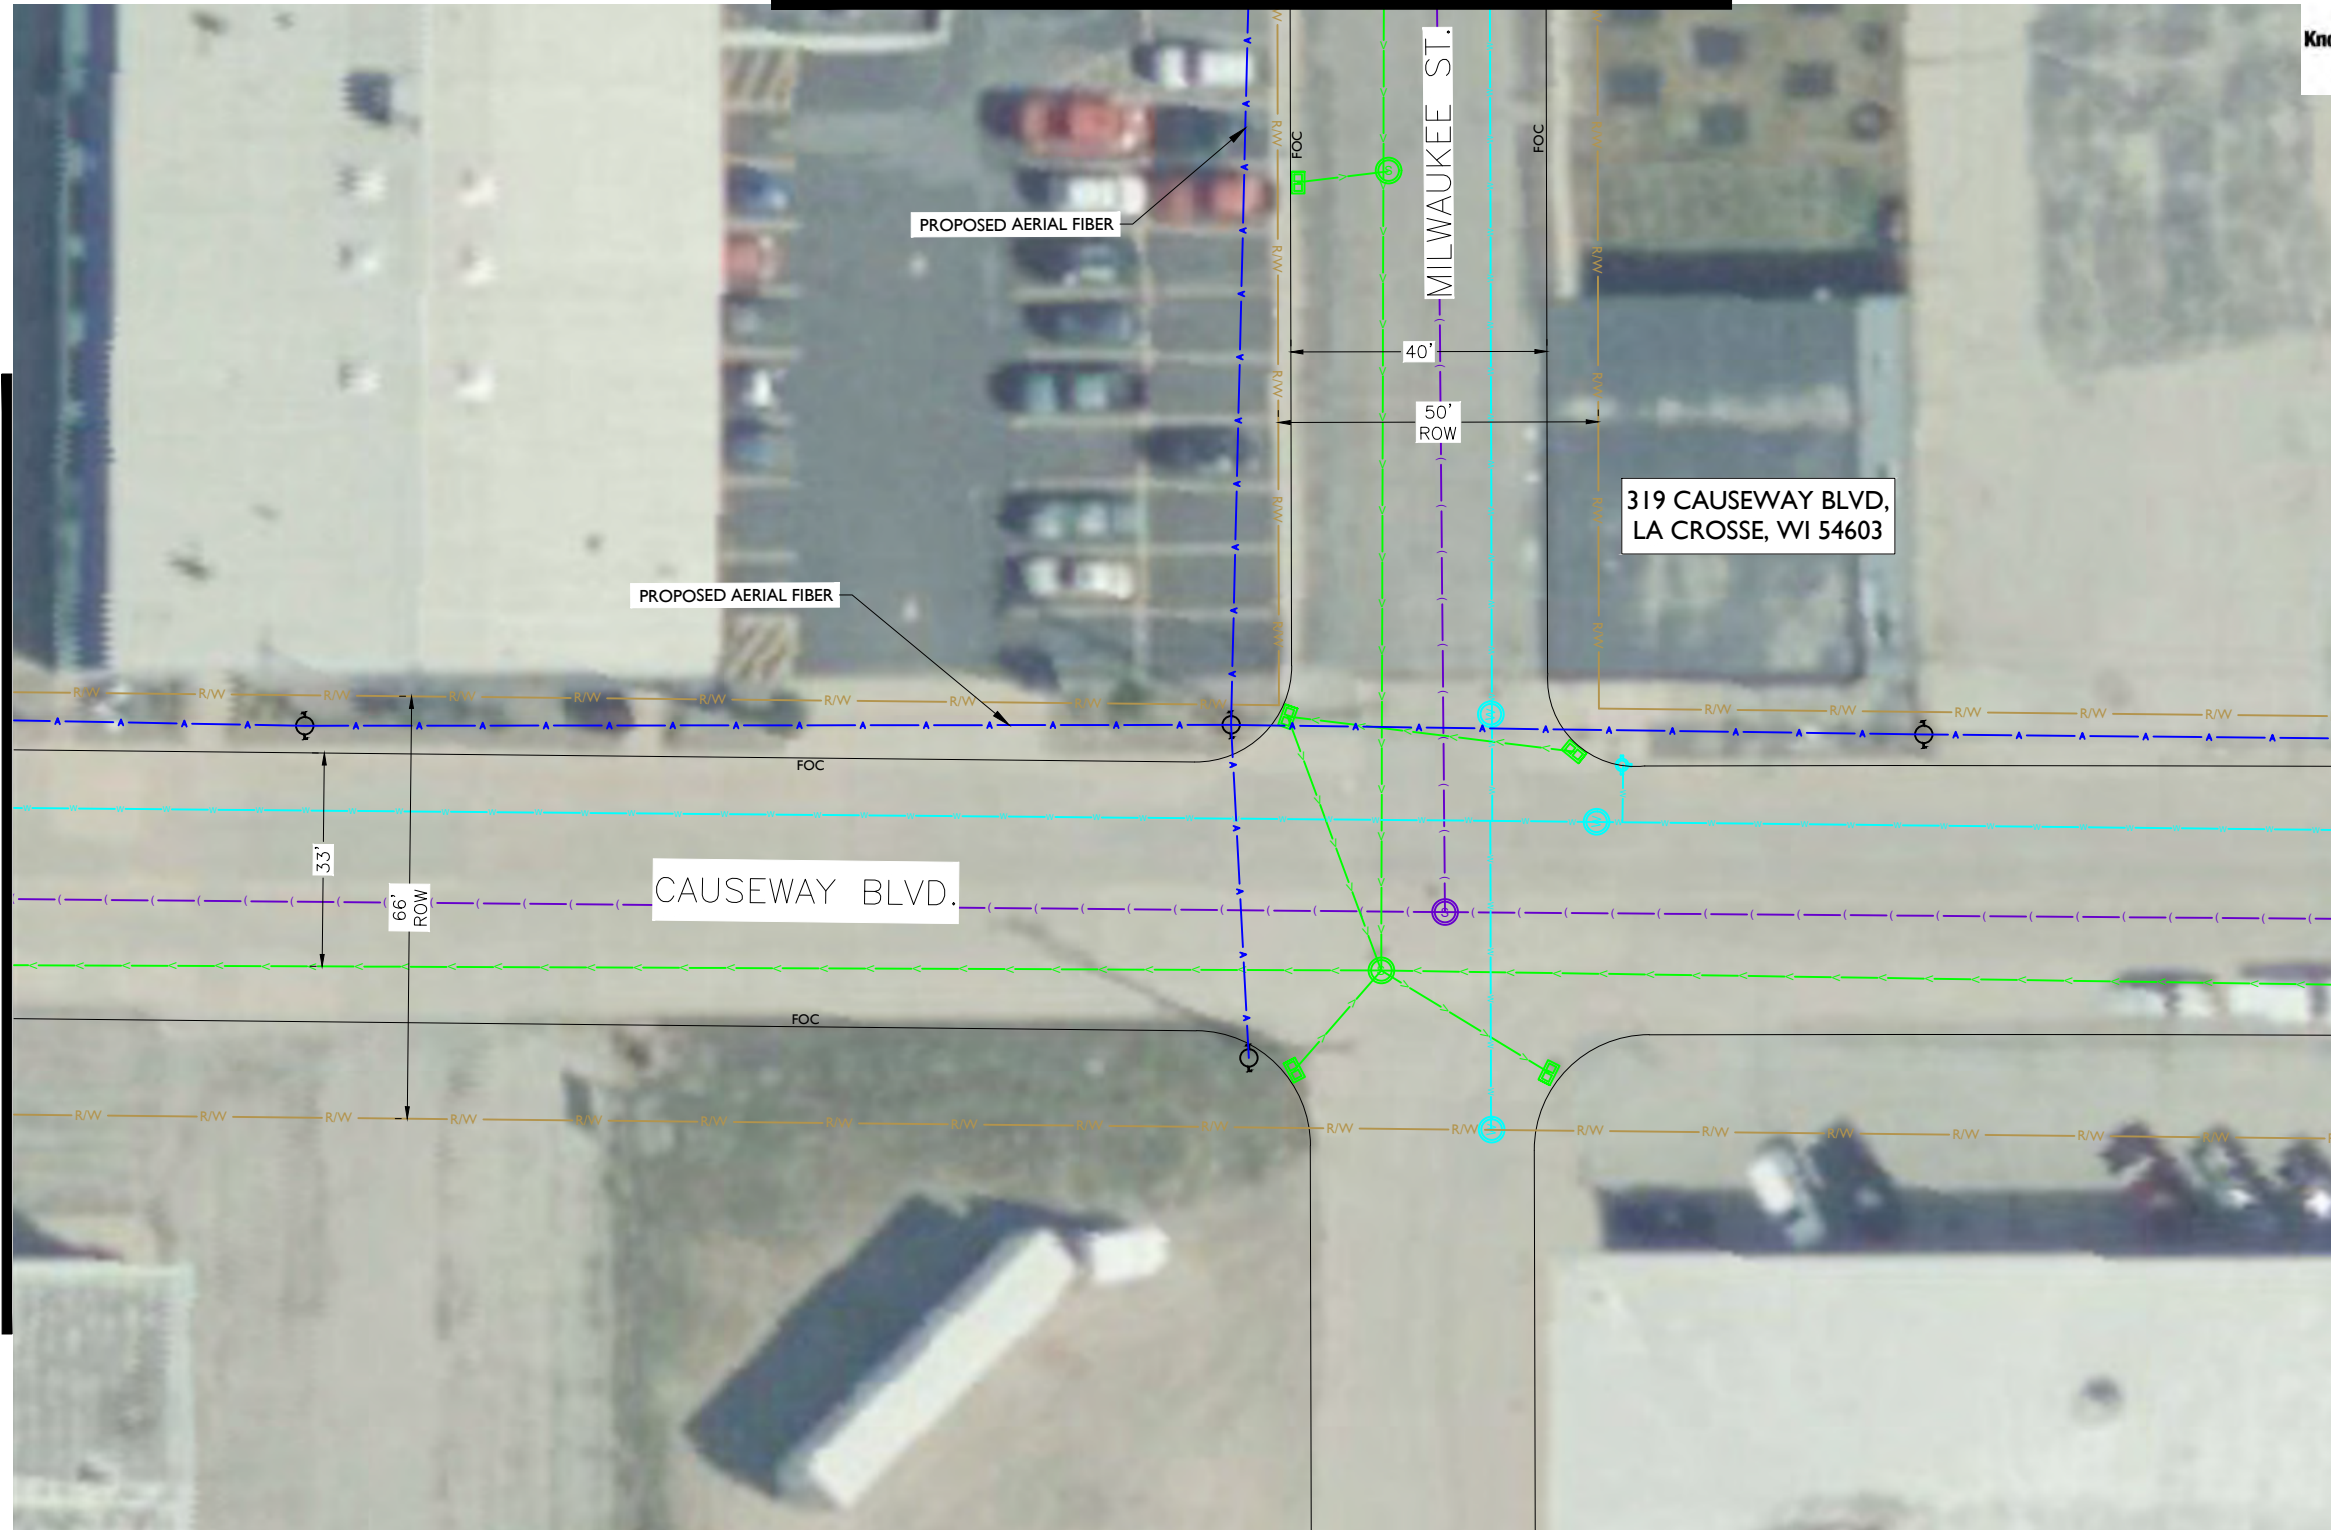 Kno
MILWAUKEE ST.
FOC
FOC
PROPOSED AERIAL FIBER
40'
50'
ROW
319 CAUSEWAY BLVD,
LA CROSSE, WI 54603
PROPOSED AERIAL FIBER
FOC
33'
66'
ROW
CAUSEWAY BLVD.
FOC
R/W R/W R/W R/W R/W R/W R/W R/W R/W R/W
R/W R/W R/W R/W R/W
R/W R/W R/W R/W R/W R/W R/W R/W R/W R/W R/W R/W R/W R/W R/W R/W R/W R/W